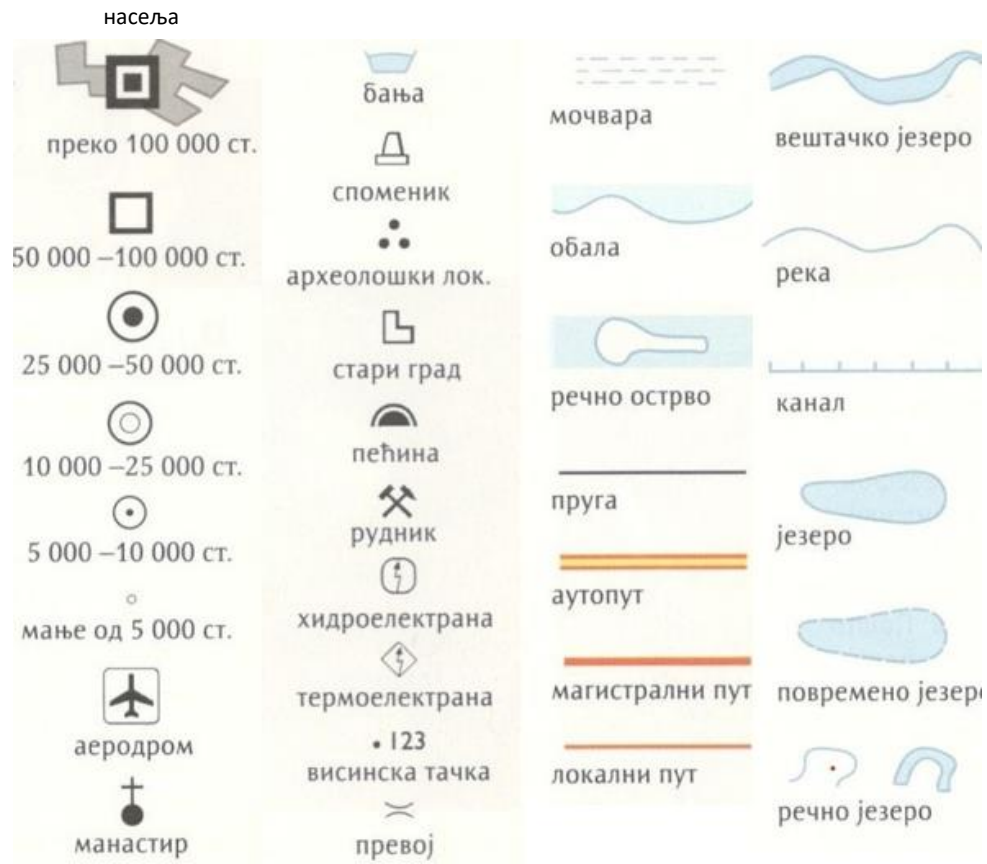 насеља
преко 100 000 ст.
50 000 –100 000 ст.
25 000 –50 000 ст.
10 000 –25 000 ст.
5 000 –10 000 ст.
мање од 5 000 ст.
аеродром
манастир
бања
споменик
археолошки лок.
стари град
пећина
рудник
хидроелектрана
термоелектрана
• 123
висинска тачка
превој
мочвара
обала
речно острво
пруга
аутопут
магистрални пут
локални пут
вештачко језеро
река
канал
језеро
повремено језеро
речно језеро